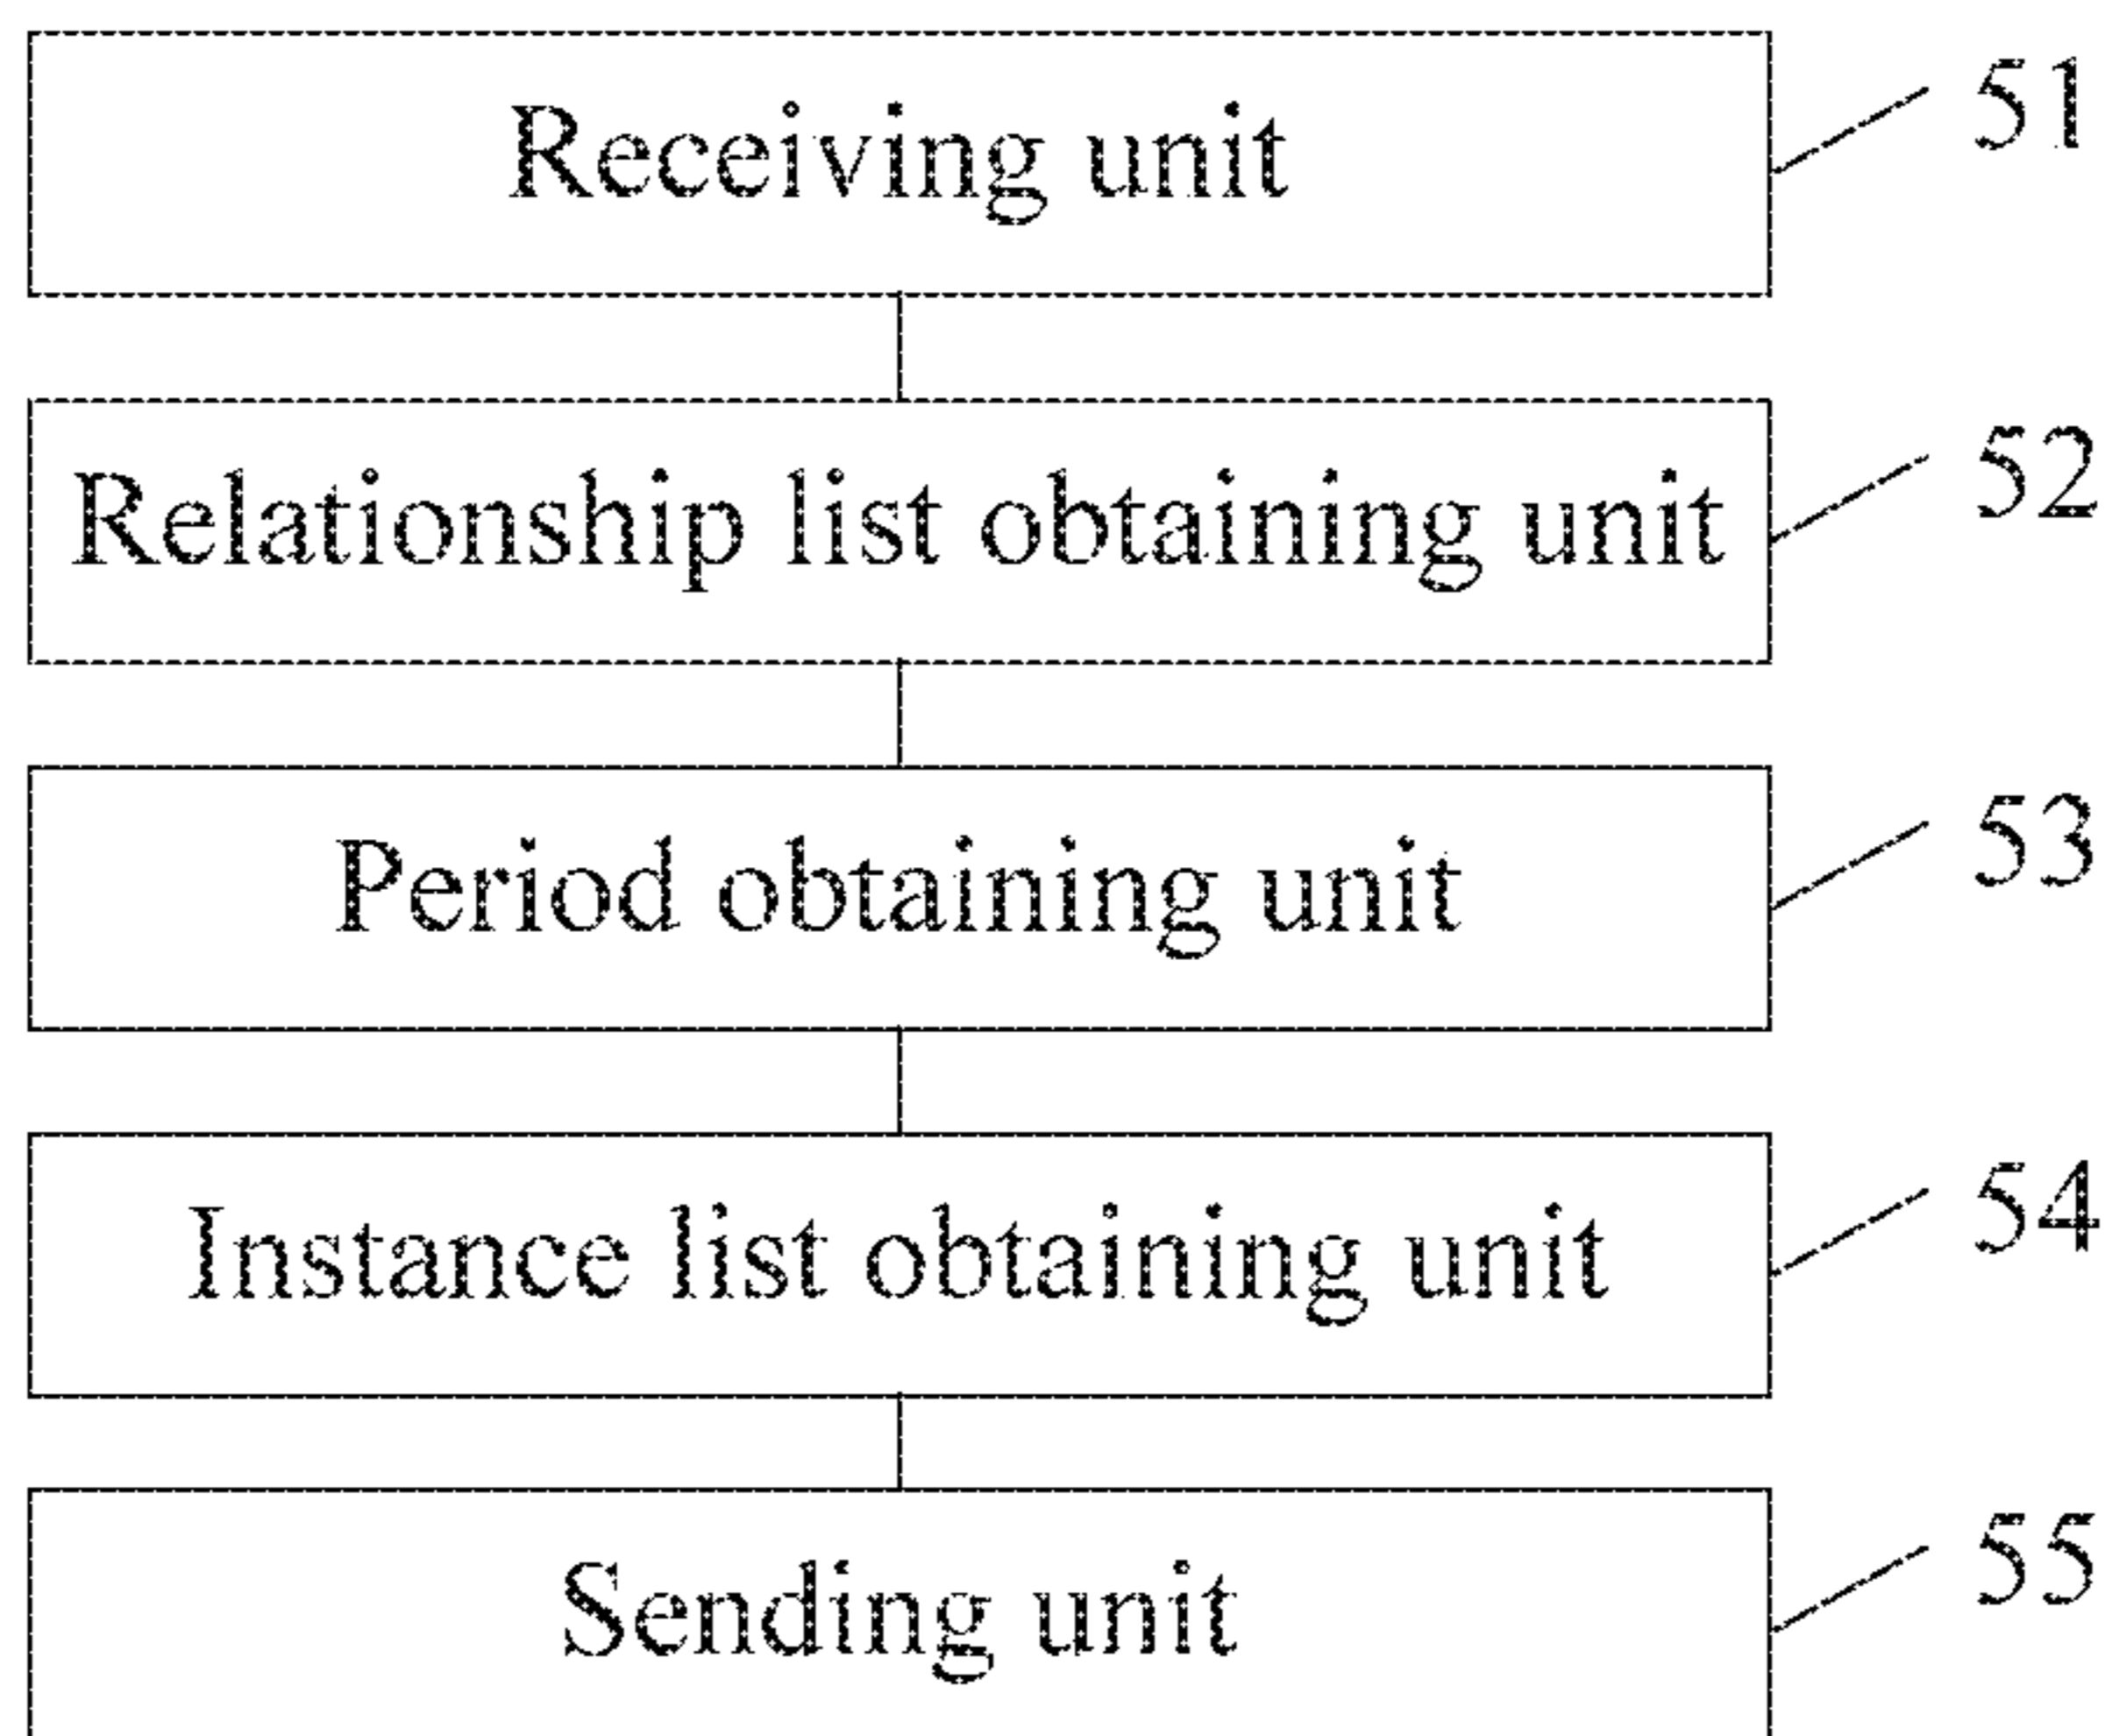 Receiving unit
51
Relationship list obtaining unit
52
Period obtaining unit
53
Instance list obtaining unit
54
Sending unit
55